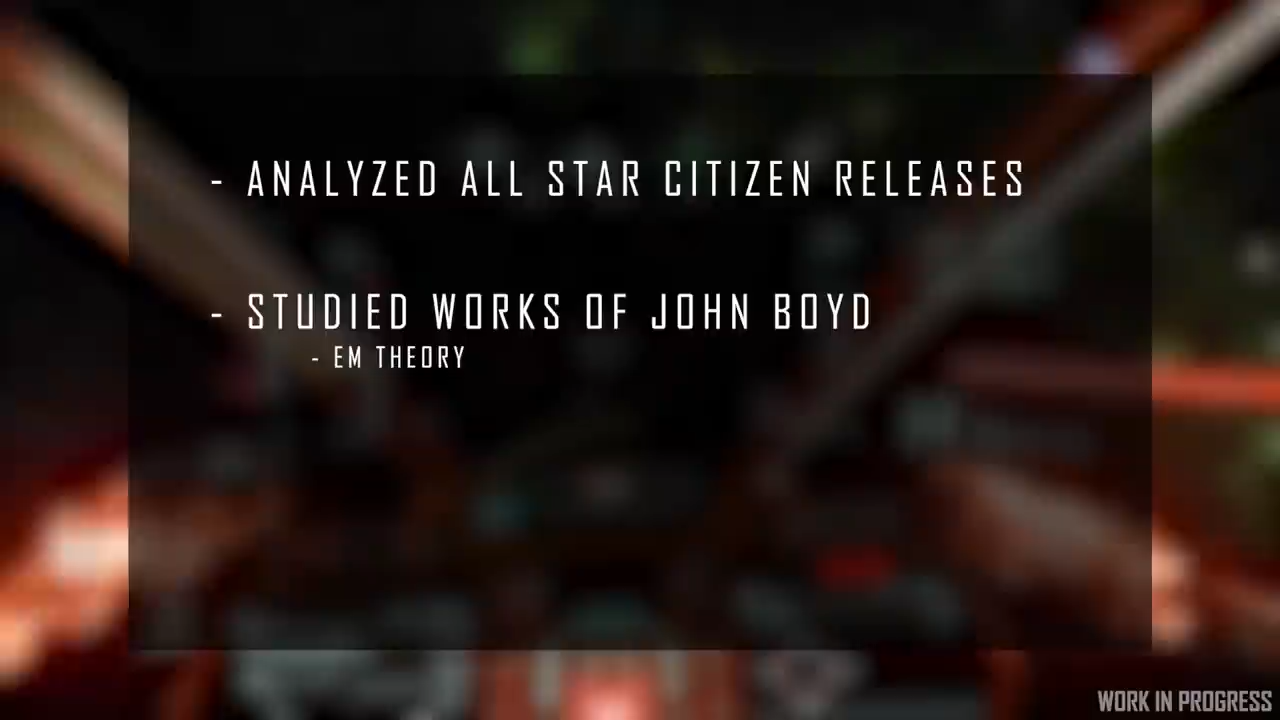 - ANALYZED ALL STAR CITIZEN RELEASES
- STUDIED WORKS OF JOHN BOYD
- EM THEORY
WORK IN PROGRESS